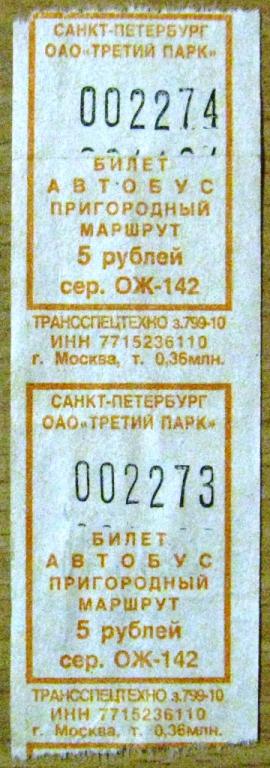 САНКТ-ПЕТЕРБУРГ
ОАО «ТРЕТИЙ ПАРК»
002274
БИЛЕТ
АВТОБУС
ПРИГОРОДНЫЙ
МАРШРУТ
5 рублей
сер. ОЖ-142
ТРАНССПЕЦТЕХНО з.799-10
ИНН 7715236110
г. Москва, т. 0,36млн.
САНКТ-ПЕТЕРБУРГ
ОАО «ТРЕТИЙ ПАРК»
002273
БИЛЕТ
АВТОБУС
ПРИГОРОДНЫЙ
МАРШРУТ
5 рублей
сер. ОЖ-142
ТРАНССПЕЦТЕХНО з.799-10
ИНН 7715236110
г. Москва, т. 0,36млн.